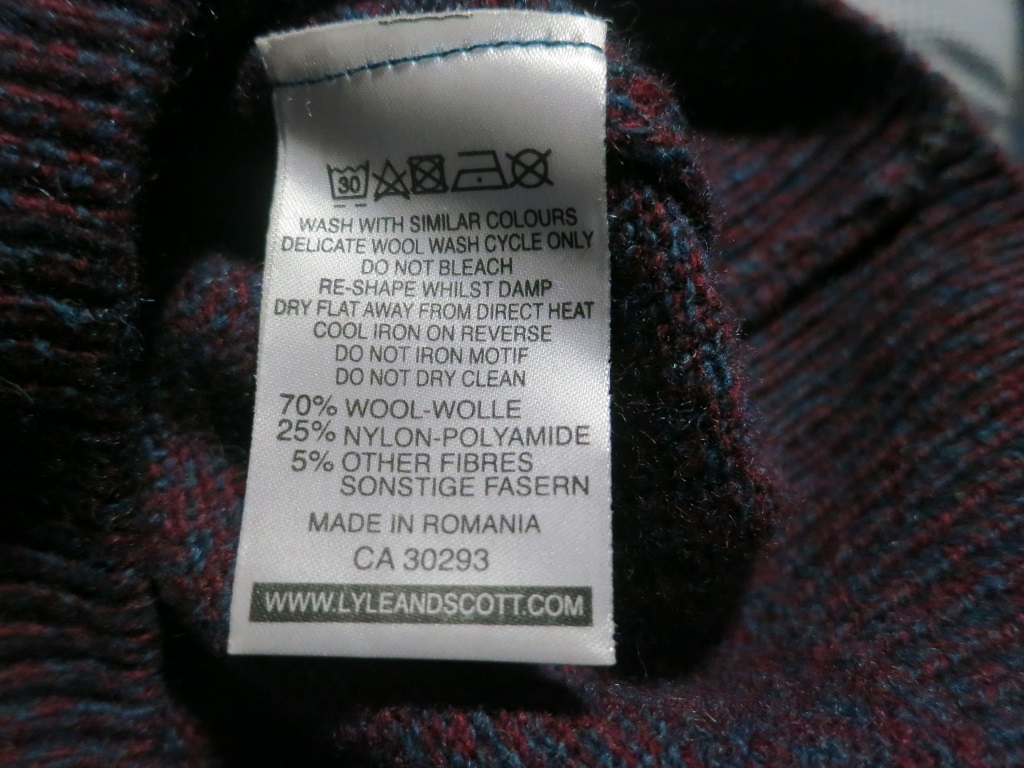 30
WASH WITH SIMILAR COLOURS
DELICATE WOOL WASH CYCLE ONLY
DO NOT BLEACH
RE-SHAPE WHILST DAMP
DRY FLAT AWAY FROM DIRECT HEAT
COOL IRON ON REVERSE
DO NOT IRON MOTIF
DO NOT DRY CLEAN
70% WOOL-WOLLE
25% NYLON-POLYAMIDE
5% OTHER FIBRES
SONSTIGE FASERN
MADE IN ROMANIA
CA 30293
WWW.LYLEANDSCOTT.COM